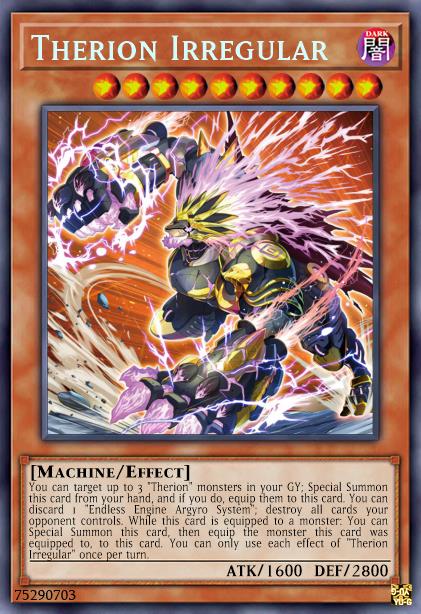 Therion Irregular
DARK
闇
[Machine/Effect]
You can target up to 3 "Therion" monsters in your GY; Special Summon
this card from your hand, and if you do, equip them to this card. You can
discard 1 "Endless Engine Argyro System"; destroy all cards your
opponent controls. While this card is equipped to a monster: You can
Special Summon this card, then equip the monster this card was
equipped to, to this card. You can only use each effect of "Therion
Irregular" once per turn.
ATK/1600 DEF/2800
75290703